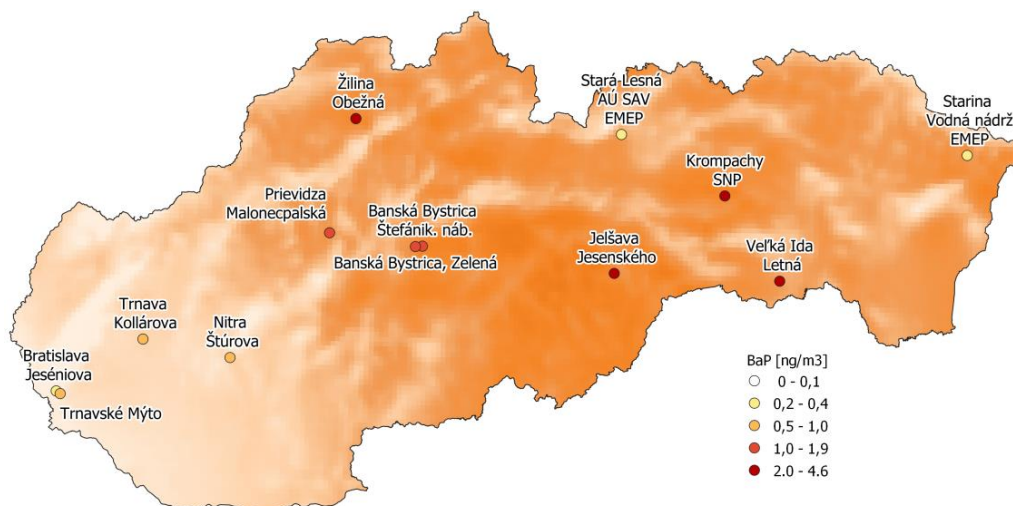 Žilina
Obežná
Stará Lesná
AÚ SAV
EMEP
Starina
Vodná nádrž
EMEP
Krompachy
SNP
Prievidza
Malonecpalská
Banská Bystrica
Štefánik. náb.
Banská Bystrica, Zelená
Jelšava
Jesenského
Veľká Ida
Letná
Trnava
Kollárova
Nitra
Štúrova
Bratislava
Jeséniova
Trnavské Mýto
BaP [ng/m3]
0 - 0,1
0,2 - 0,4
0,5 - 1,0
1,0 - 1,9
2.0 - 4.6